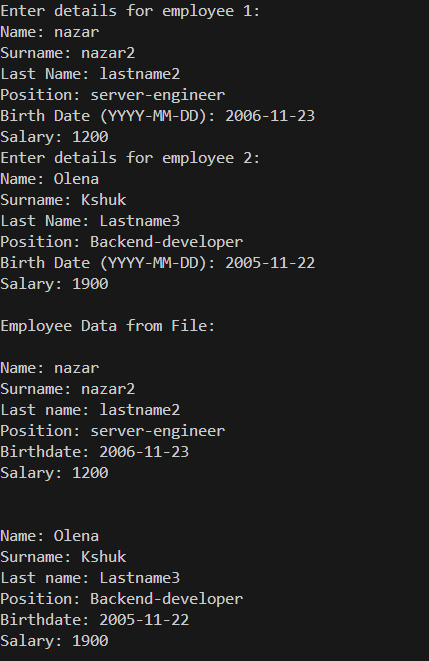 Enter details for employee 1:
Name: nazar
Surname: nazar2
Last Name: lastname2
Position: server-engineer
Birth Date (YYYY-MM-DD): 2006-11-23
Salary: 1200
Enter details for employee 2:
Name: Olena
Surname: Kshuk
Last Name: Lastname3
Position: Backend-developer
Birth Date (YYYY-MM-DD): 2005-11-22
Salary: 1900
Employee Data from File:
Name: nazar
Surname: nazar2
Last name: lastname2
Position: server-engineer
Birthdate: 2006-11-23
Salary: 1200
Name: Olena
Surname: Kshuk
Last name: Lastname3
Position: Backend-developer
Birthdate: 2005-11-22
Salary: 1900